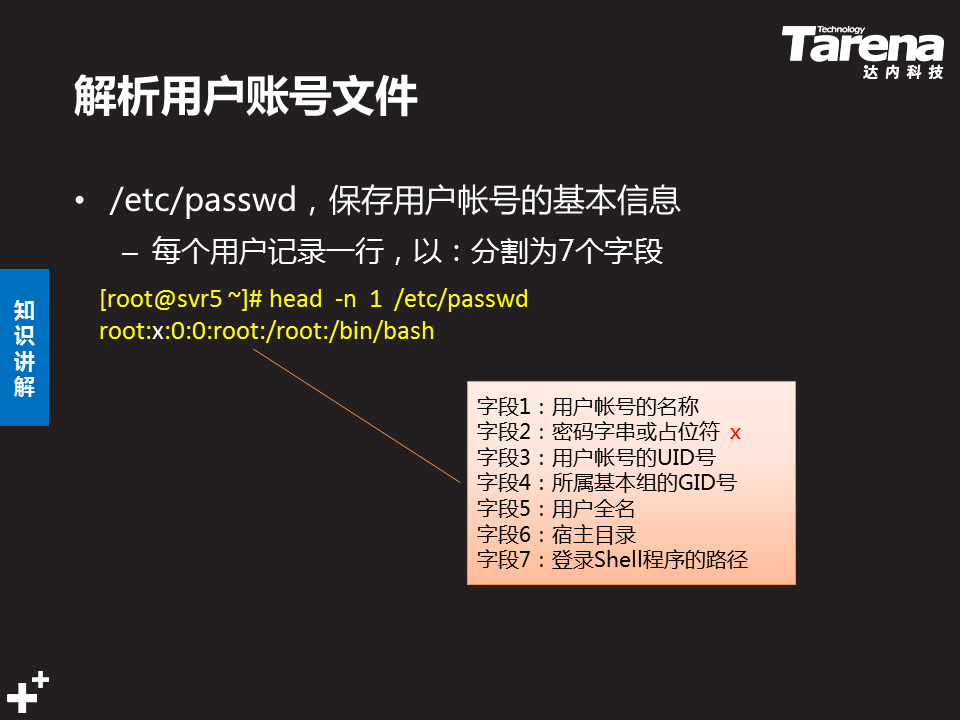 Technology
Tarena
达内科技
解析用户账号文件
• /etc/passwd，保存用户帐号的基本信息
– 每个用户记录一行，以：分割为7个字段
[root@svr5 ~]# head -n 1 /etc/passwd
root:x:0:0:root:/root:/bin/bash
知识讲解
字段1：用户帐号的名称
字段2：密码字串或占位符 x
字段3：用户帐号的UID号
字段4：所属基本组的GID号
字段5：用户全名
字段6：宿主目录
字段7：登录Shell程序的路径